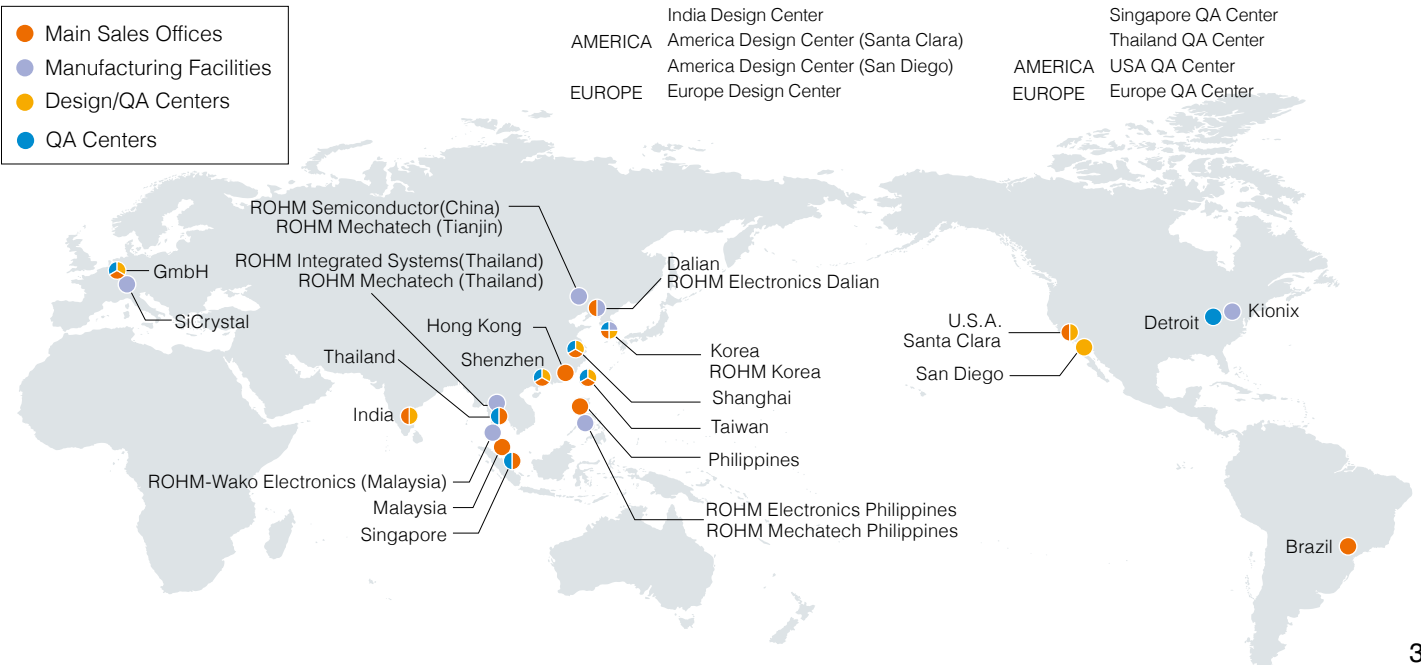 Main Sales Offices
Manufacturing Facilities
Design/QA Centers
QA Centers
India Design Center
AMERICA America Design Center (Santa Clara)
America Design Center (San Diego)
EUROPE Europe Design Center
Singapore QA Center
Thailand QA Center
AMERICA USA QA Center
EUROPE Europe QA Center
ROHM Semiconductor(China)
ROHM Mechatech (Tianjin)
ROHM Integrated Systems(Thailand)
ROHM Mechatech (Thailand)
GmbH
SiCrystal
Dalian
ROHM Electronics Dalian
Hong Kong
Shenzhen
Thailand
India
Korea
ROHM Korea
Shanghai
Taiwan
Philippines
ROHM-Wako Electronics (Malaysia)
Malaysia
Singapore
ROHM Electronics Philippines
ROHM Mechatech Philippines
U.S.A.
Santa Clara
San Diego
Detroit
Kionix
Brazil
3